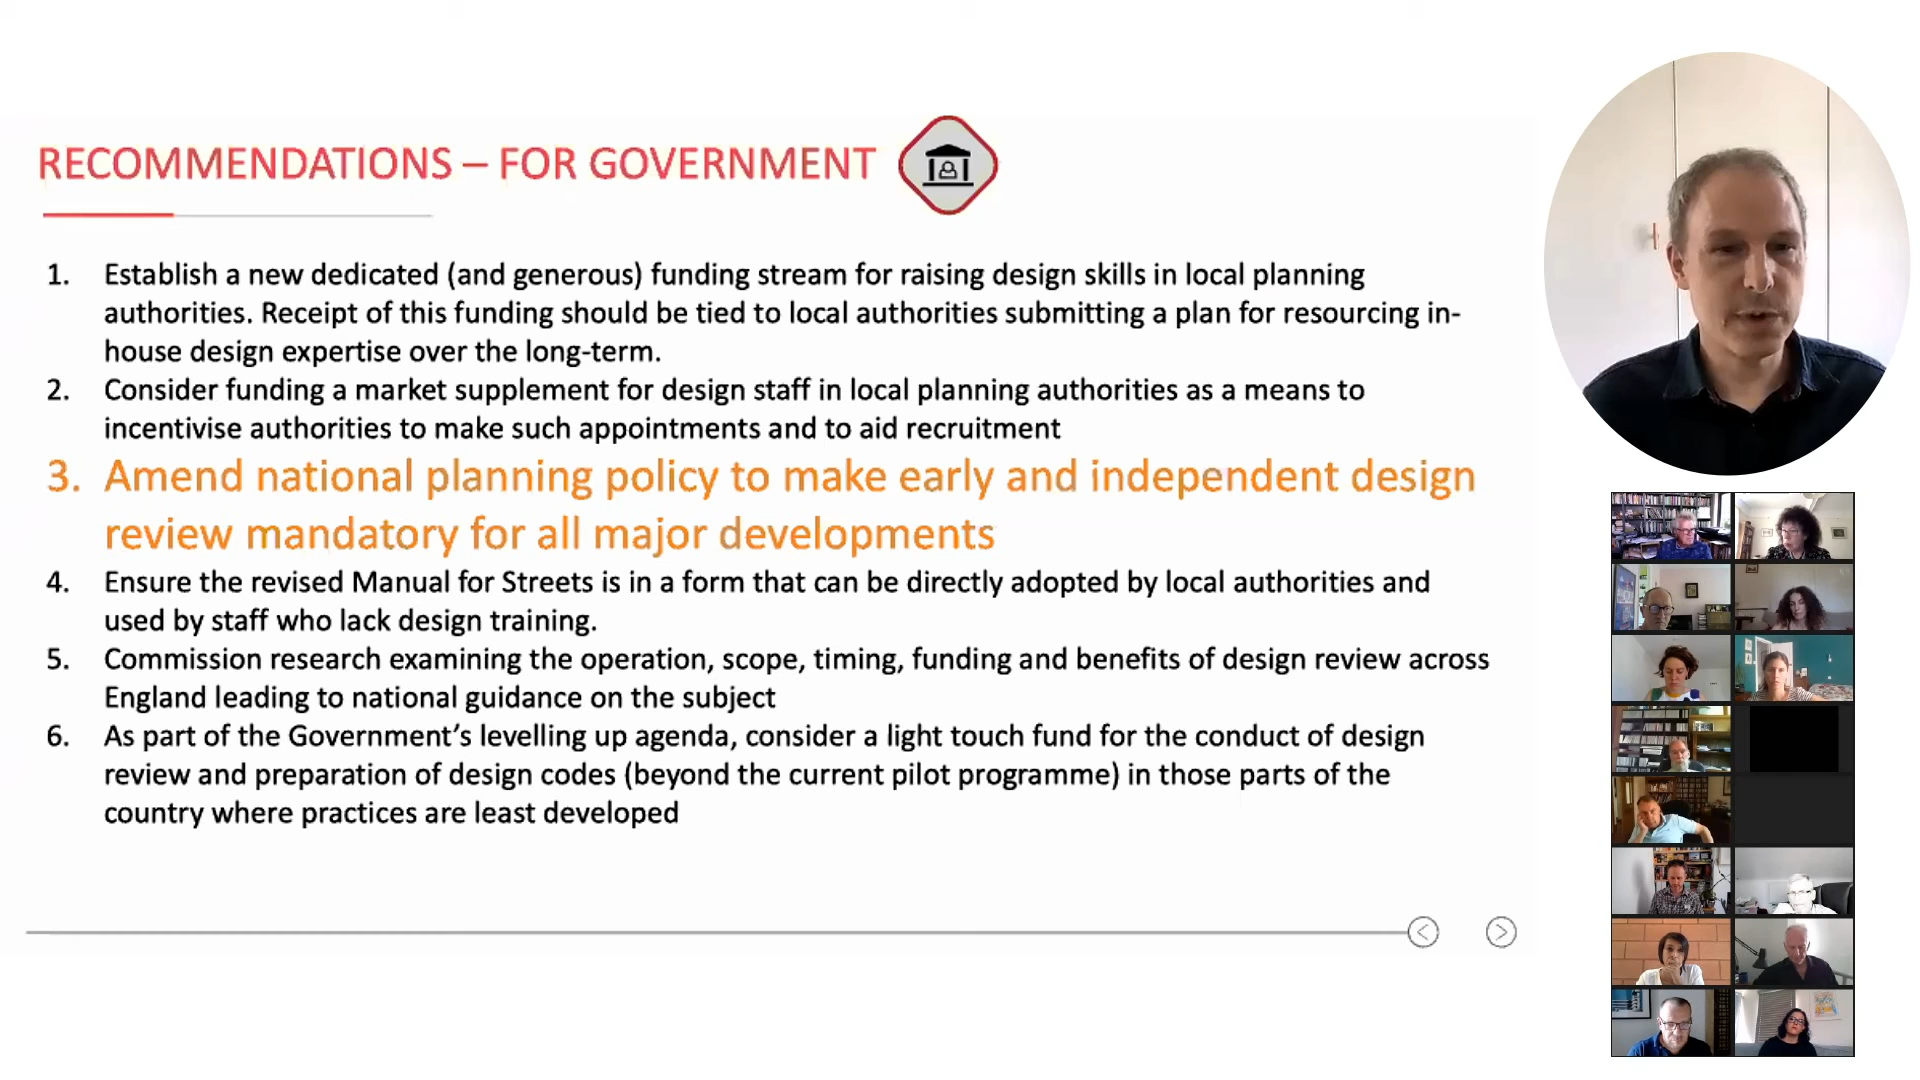 RECOMMENDATIONS – FOR GOVERNMENT
1. Establish a new dedicated (and generous) funding stream for raising design skills in local planning
authorities. Receipt of this funding should be tied to local authorities submitting a plan for resourcing in-
house design expertise over the long-term.
2. Consider funding a market supplement for design staff in local planning authorities as a means to
incentivise authorities to make such appointments and to aid recruitment
3. Amend national planning policy to make early and independent design
review mandatory for all major developments
4. Ensure the revised Manual for Streets is in a form that can be directly adopted by local authorities and
used by staff who lack design training.
5. Commission research examining the operation, scope, timing, funding and benefits of design review across
England leading to national guidance on the subject
6. As part of the Government’s levelling up agenda, consider a light touch fund for the conduct of design
review and preparation of design codes (beyond the current pilot programme) in those parts of the
country where practices are least developed